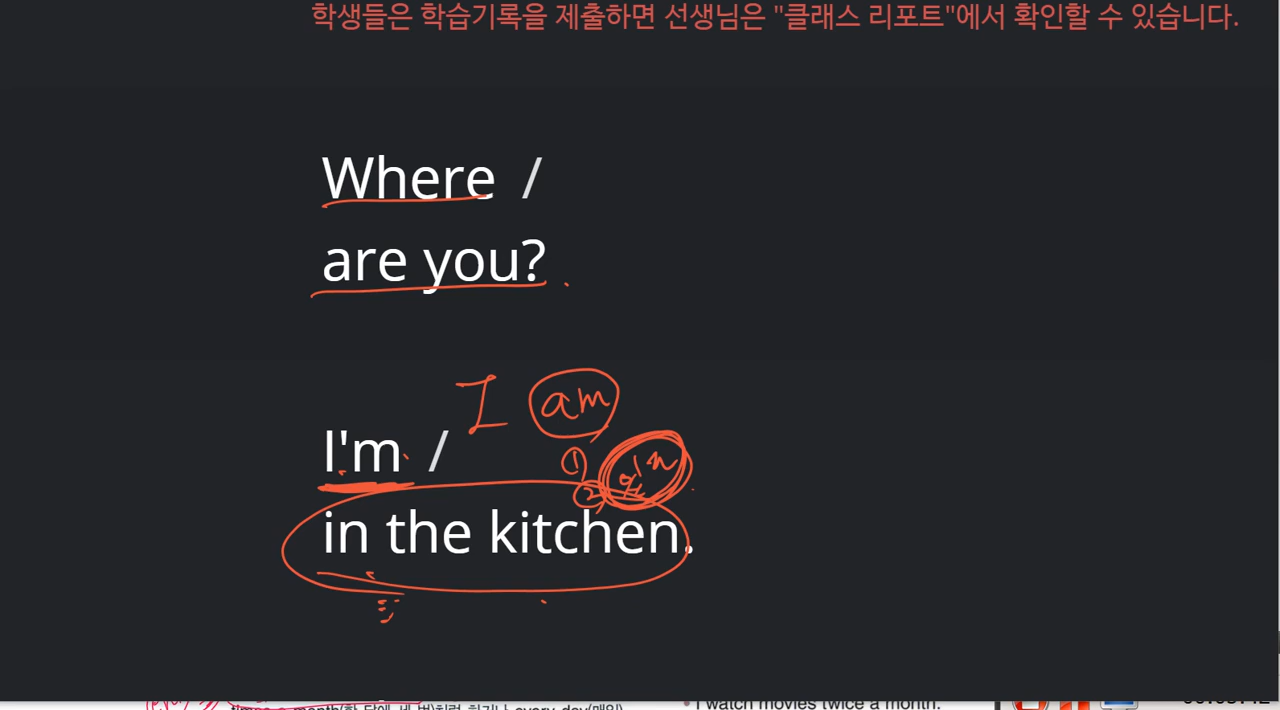 학생들은 학습기록을 제출하면 선생님은 "클래스 리포트"에서 확인할 수 있습니다.
Where /
are you?
I am
I'm /
①
②
in the kitchen.
I watch movies twice a month.